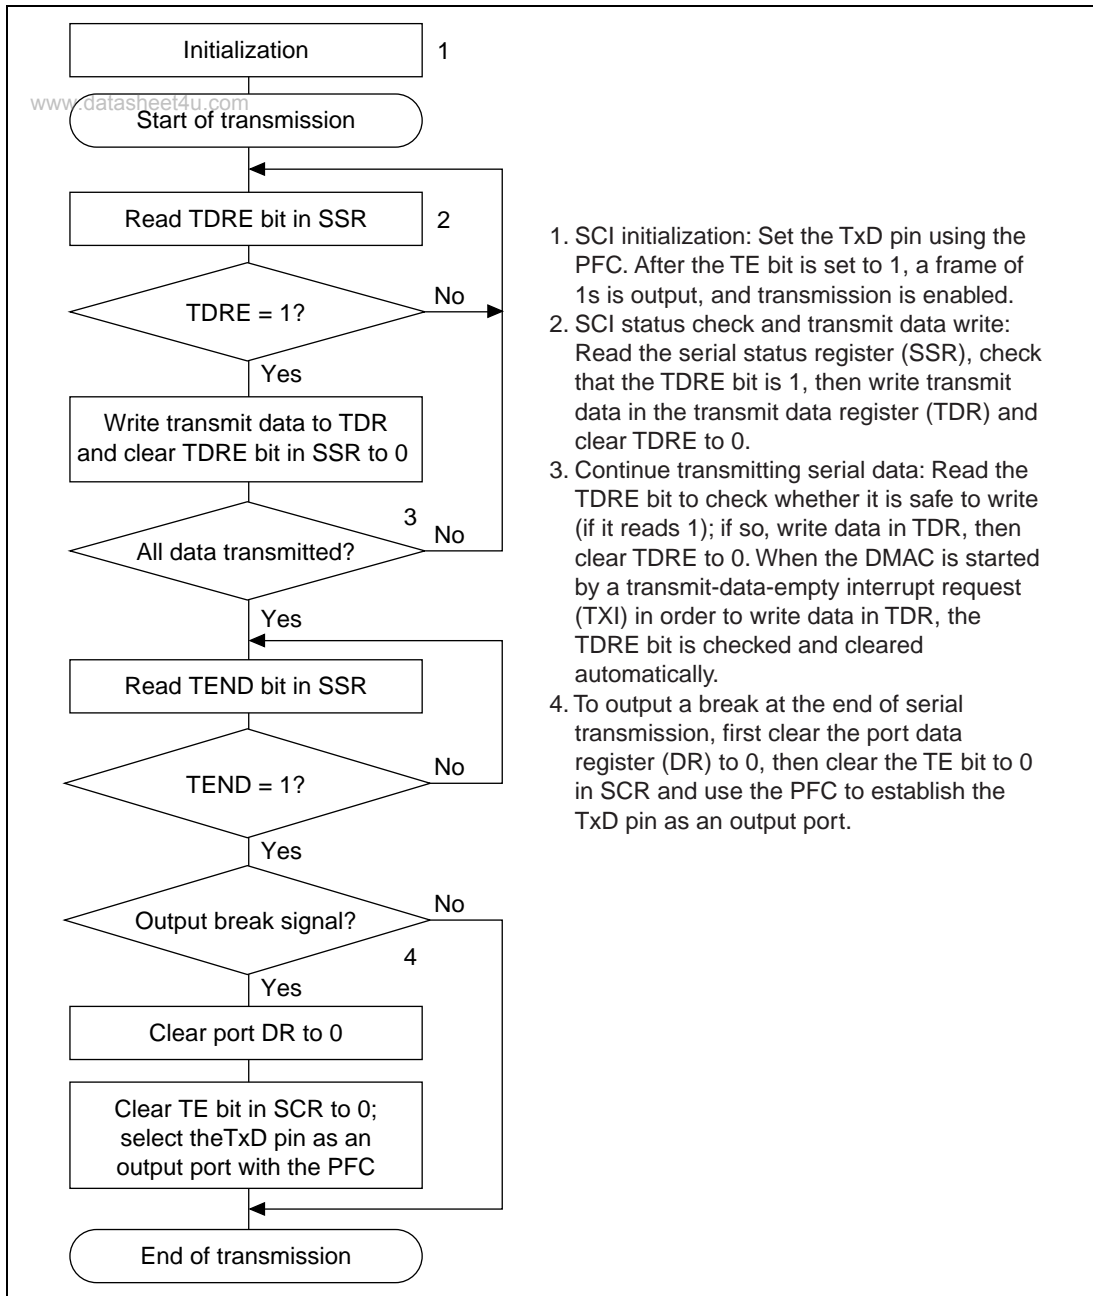 Initialization
1
www.datasheet4u.com
Start of transmission
Read TDRE bit in SSR
2
TDRE = 1?
No
Yes
Write transmit data to TDR
and clear TDRE bit in SSR to 0
3
All data transmitted?
No
Yes
Read TEND bit in SSR
TEND = 1?
No
Yes
Output break signal?
No
4
Yes
Clear port DR to 0
Clear TE bit in SCR to 0;
select theTxD pin as an
output port with the PFC
End of transmission
1. SCI initialization: Set the TxD pin using the
PFC. After the TE bit is set to 1, a frame of
1s is output, and transmission is enabled.
2. SCI status check and transmit data write:
Read the serial status register (SSR), check
that the TDRE bit is 1, then write transmit
data in the transmit data register (TDR) and
clear TDRE to 0.
3. Continue transmitting serial data: Read the
TDRE bit to check whether it is safe to write
(if it reads 1); if so, write data in TDR, then
clear TDRE to 0. When the DMAC is started
by a transmit-data-empty interrupt request
(TXI) in order to write data in TDR, the
TDRE bit is checked and cleared
automatically.
4. To output a break at the end of serial
transmission, first clear the port data
register (DR) to 0, then clear the TE bit to 0
in SCR and use the PFC to establish the
TxD pin as an output port.